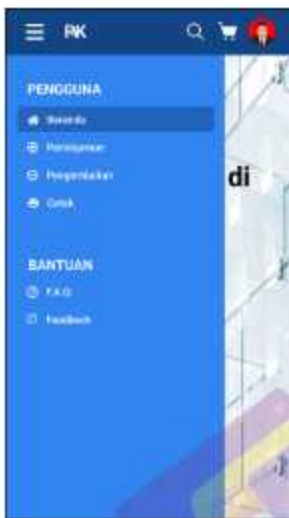 RK
PENGGUNA
Beranda
Peminjaman
Pengembalian
Cetak
di
BANTUAN
F.A.Q
Feedback